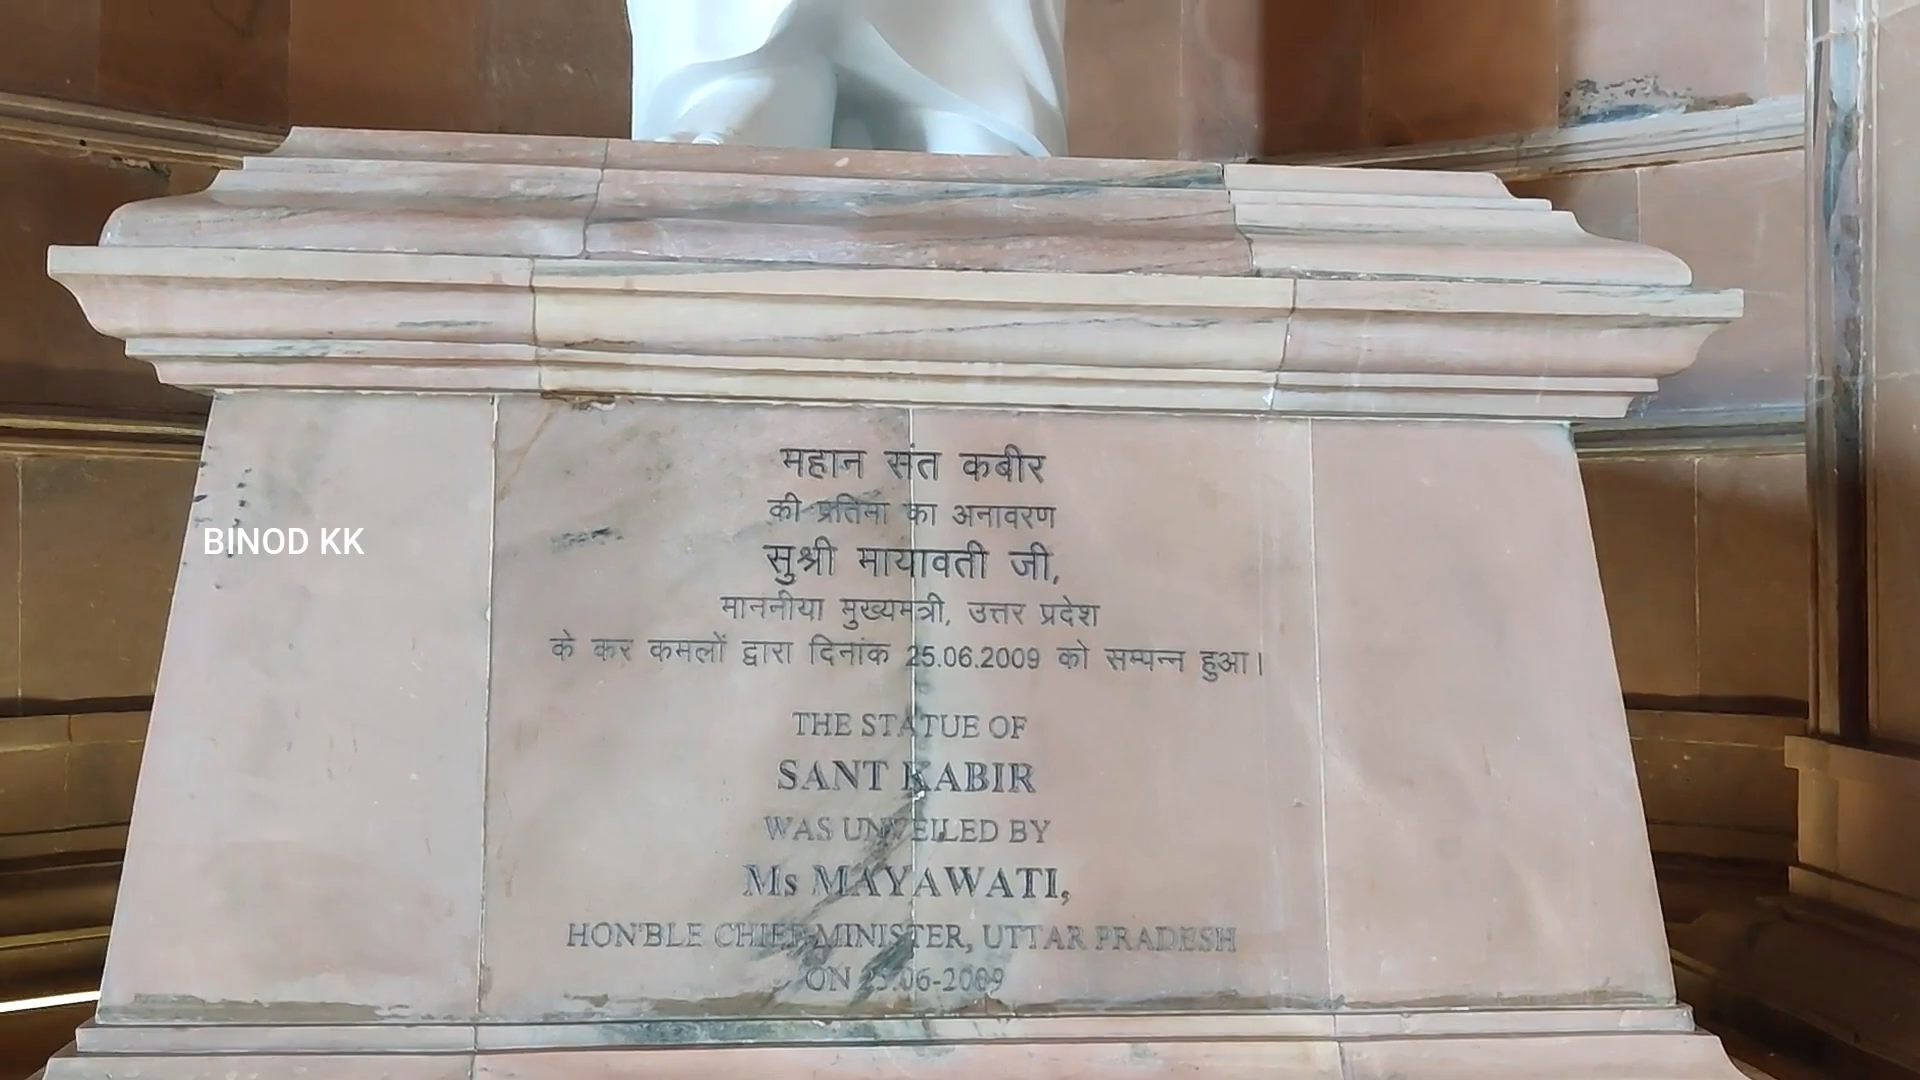 महान संत कबीर
की प्रतिमा का अनावरण
सुश्री मायावती जी,
माननीया मुख्यमंत्री, उत्तर प्रदेश
के कर कमलों द्वारा दिनांक 25.06.2009 को सम्पन्न हुआ।
BINOD KK
THE STATUE OF
SANT KABIR
WAS UNVEILED BY
Ms MAYAWATI,
HON'BLE CHIEF MINISTER, UTTAR PRADESH
ON 25.06-2009